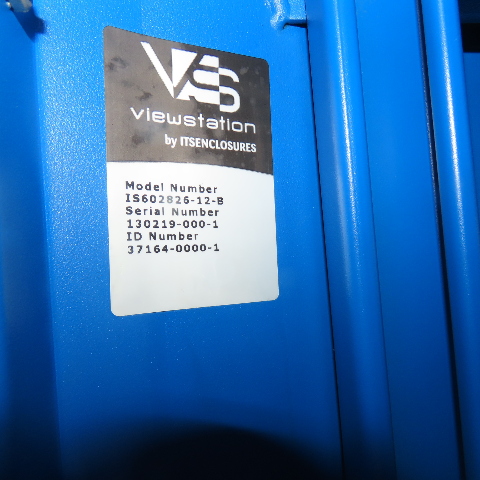 VS
viewstation
by ITSENCLOSURES
Model Number
IS602826-12-B
Serial Number
130219-000-1
ID Number
37164-0000-1